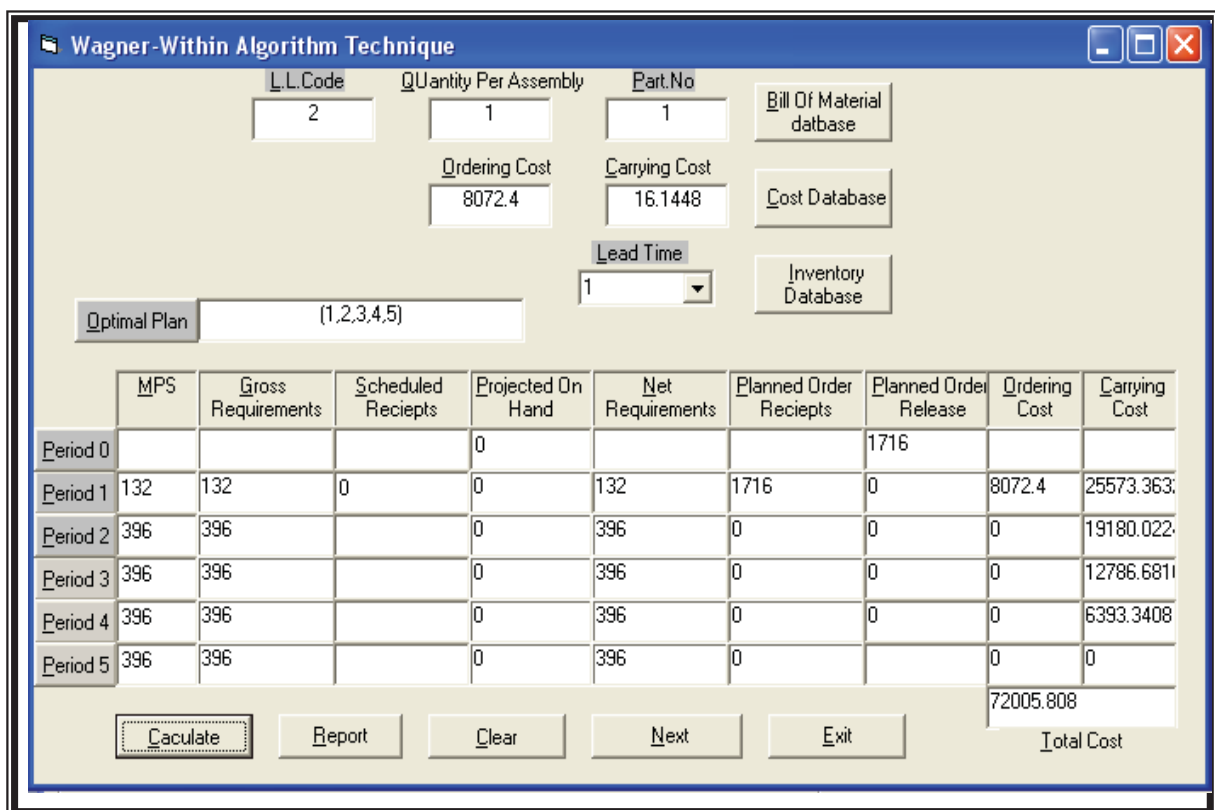 Wagner-Within Algorithm Technique
L.L.Code QUantity Per Assembly Part.No
2 1 1
Bill Of Material
datbase
Ordering Cost Carrying Cost
8072.4 16.1448
Cost Database
Lead Time
1
Inventory
Database
Optimal Plan (1,2,3,4,5)
MPS Gross Requirements Scheduled Reciepts Projected On Hand Net Requirements Planned Order Reciepts Planned Order Release Ordering Cost Carrying Cost
Period 0 0 1716
Period 1 132 132 0 0 132 1716 0 8072.4 25573.363
Period 2 396 396 0 396 0 0 0 19180.022
Period 3 396 396 0 396 0 0 0 12786.681
Period 4 396 396 0 396 0 0 0 6393.3408
Period 5 396 396 0 396 0 0 0
72005.808
Caculate Report Clear Next Exit Total Cost